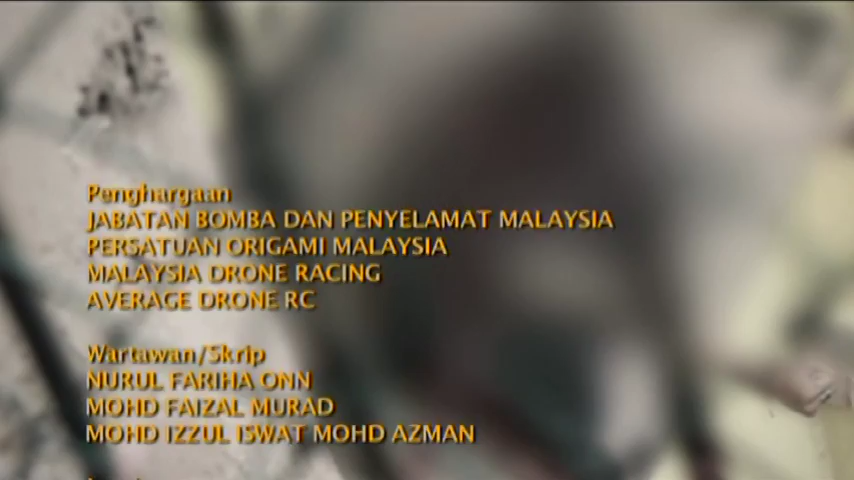 Penghargaan
JABATAN BOMBA DAN PENYELAMAT MALAYSIA
PERSATUAN ORIGAMI MALAYSIA
MALAYSIA DRONE RACING
AVERAGE DRONE RC
Wartawan/Skrip
NURUL FARIHA ONN
MOHD FAIZAL MURAD
MOHD IZZUL ISWAT MOHD AZMAN